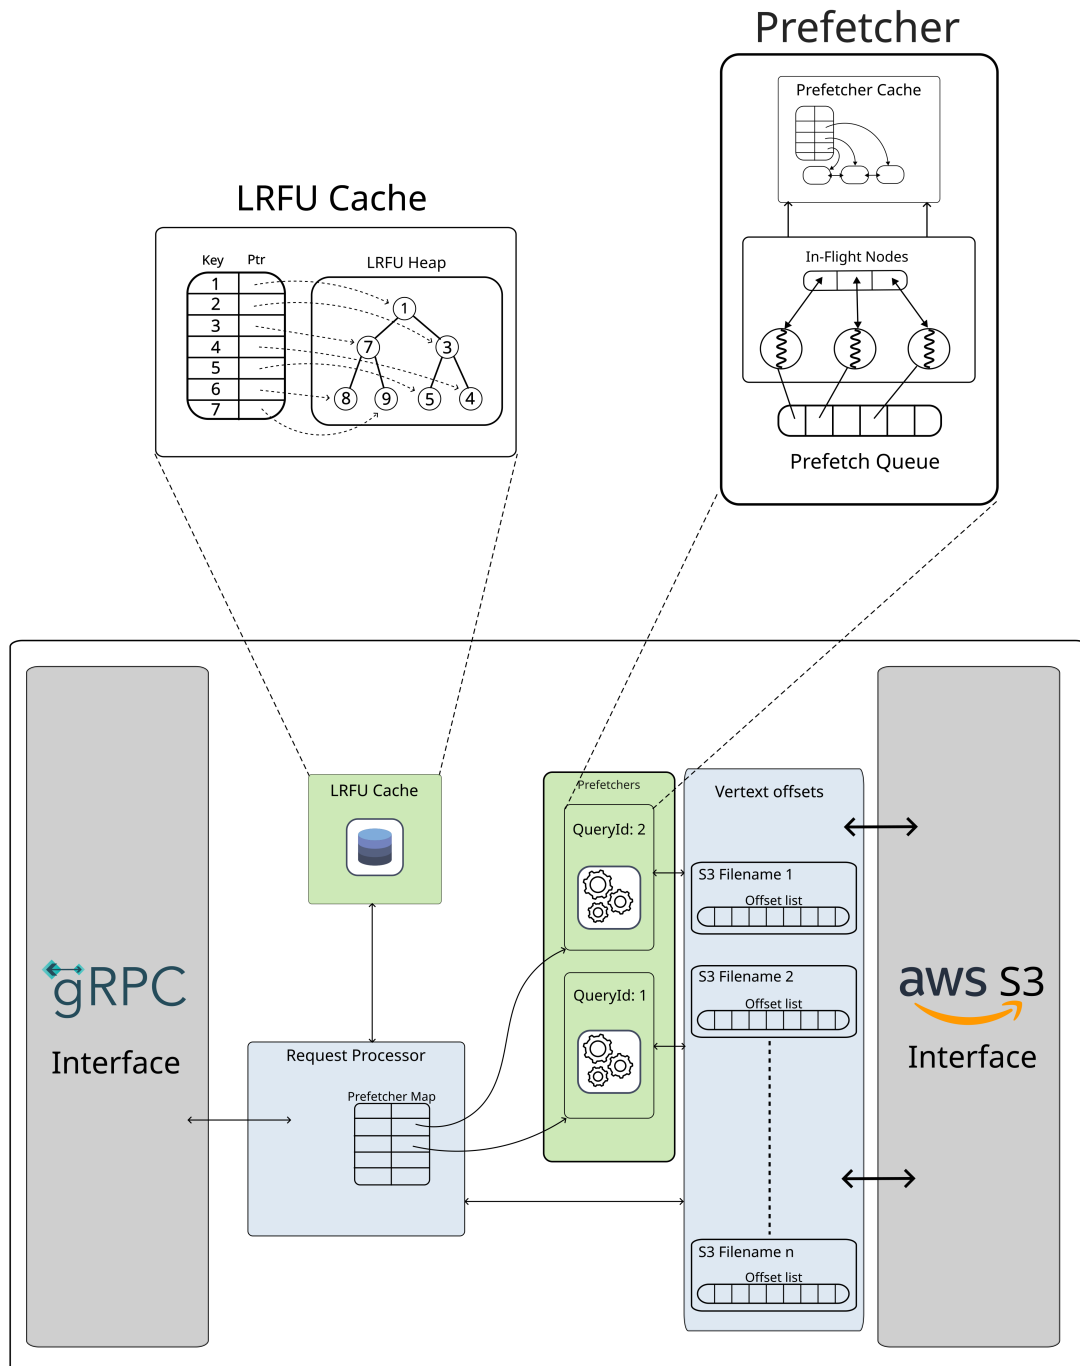 Prefetcher
Prefetcher Cache
LRFU Cache
Key Ptr
LRFU Heap
1
2
3
4
5
6
7
1
7 3
8 9 5 4
In-Flight Nodes
Prefetch Queue
LRFU Cache
Prefetchers
QueryId: 2
QueryId: 1
Vertext offsets
S3 Filename 1
Offset list
S3 Filename 2
Offset list
S3 Filename n
Offset list
gRPC
Interface
Request Processor
Prefetcher Map
aws S3
Interface